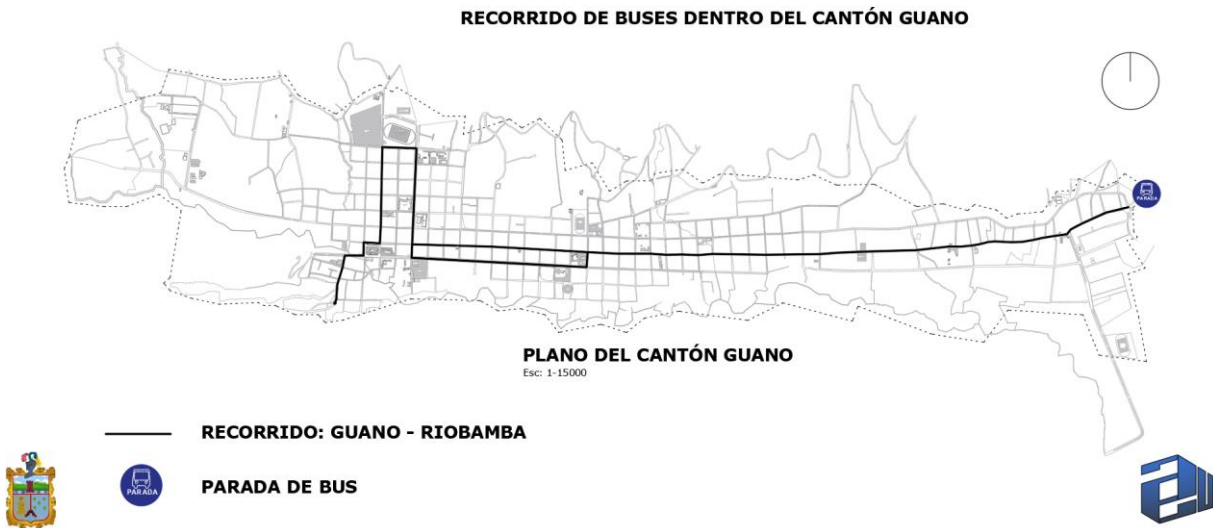 RECORRIDO DE BUSES DENTRO DEL CANTÓN GUANO
PARADA
PLANO DEL CANTÓN GUANO
Esc: 1-15000
RECORRIDO: GUANO - RIOBAMBA
PARADA
PARADA DE BUS